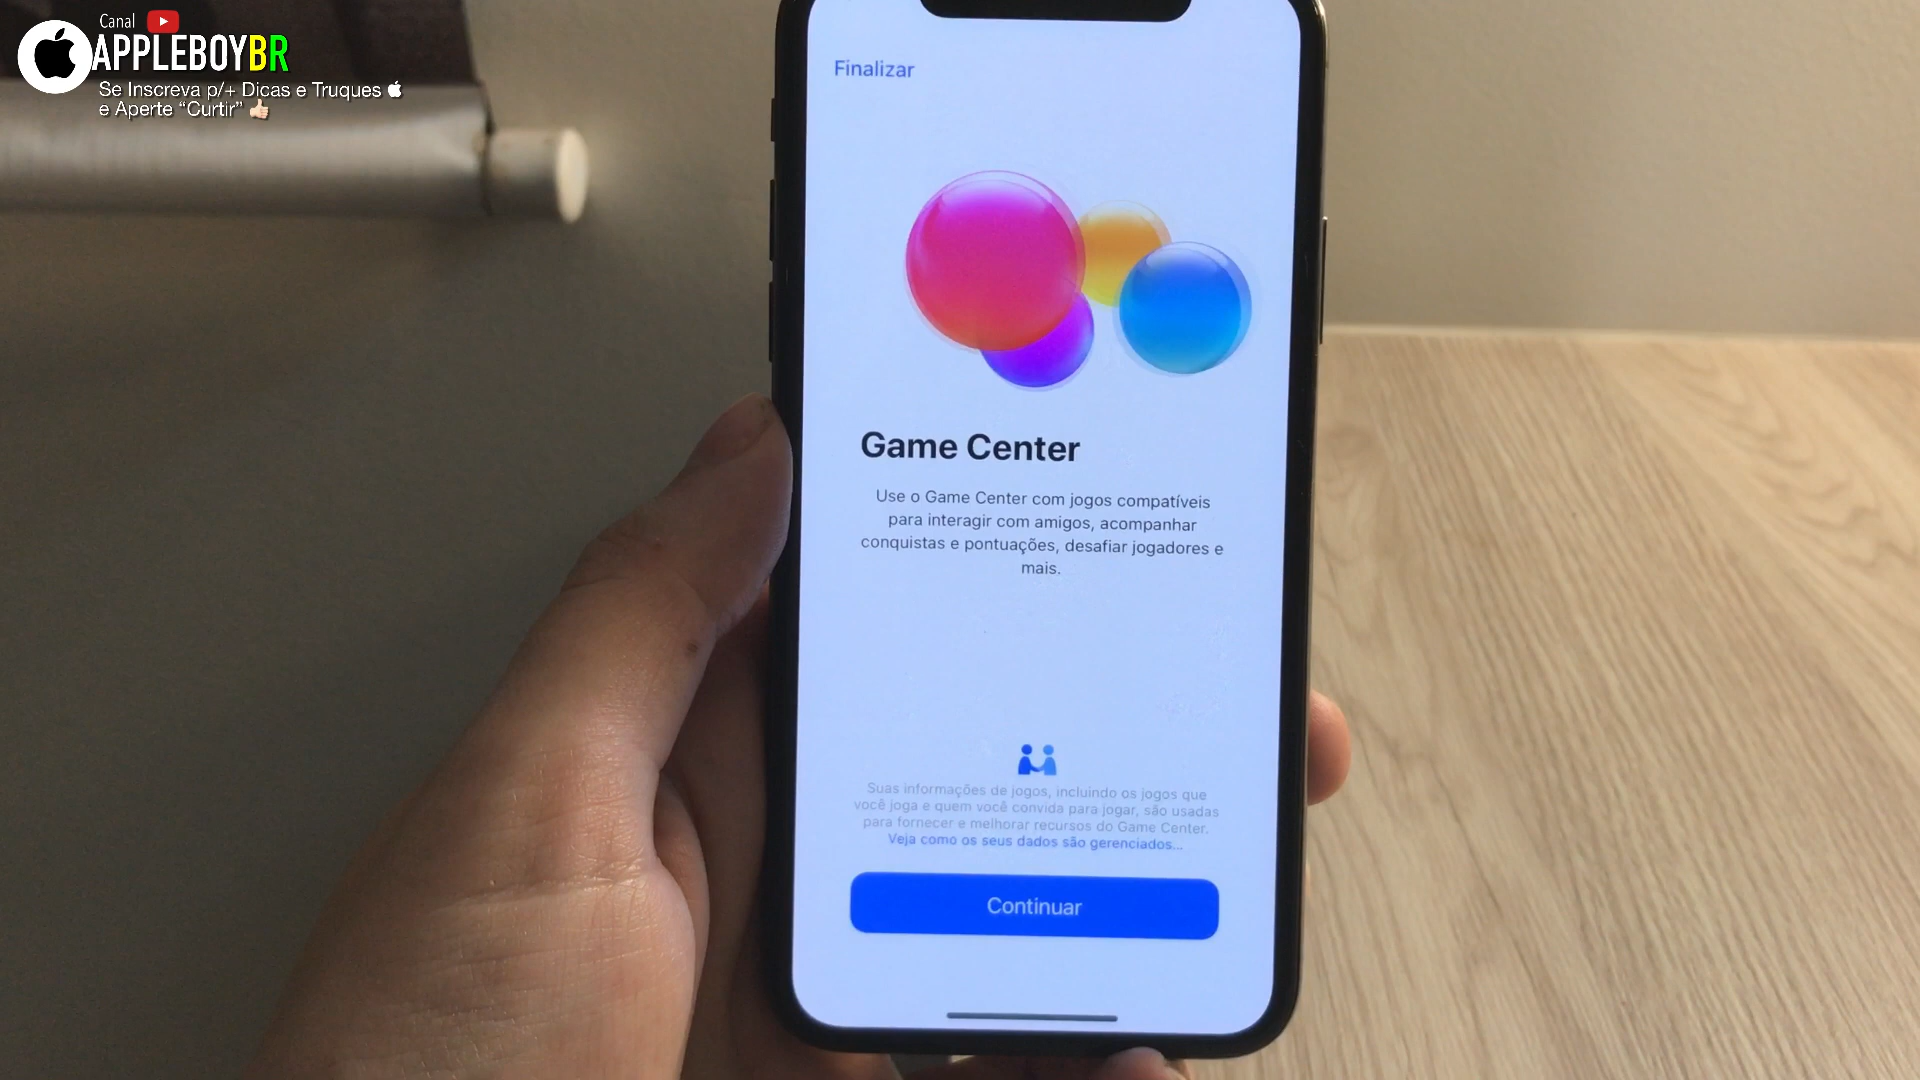 Canal
APPLEBOYBR
Se Inscreva p/+ Dicas e Truques
e Aperte “Curtir”
Finalizar
Game Center
Use o Game Center com jogos compatíveis
para interagir com amigos, acompanhar
conquistas e pontuações, desafiar jogadores e
mais.
Suas informações de jogos, incluindo os jogos que
você joga e quem você convida para jogar, são usadas
para fornecer e melhorar recursos do Game Center.
Veja como os seus dados são gerenciados...
Continuar